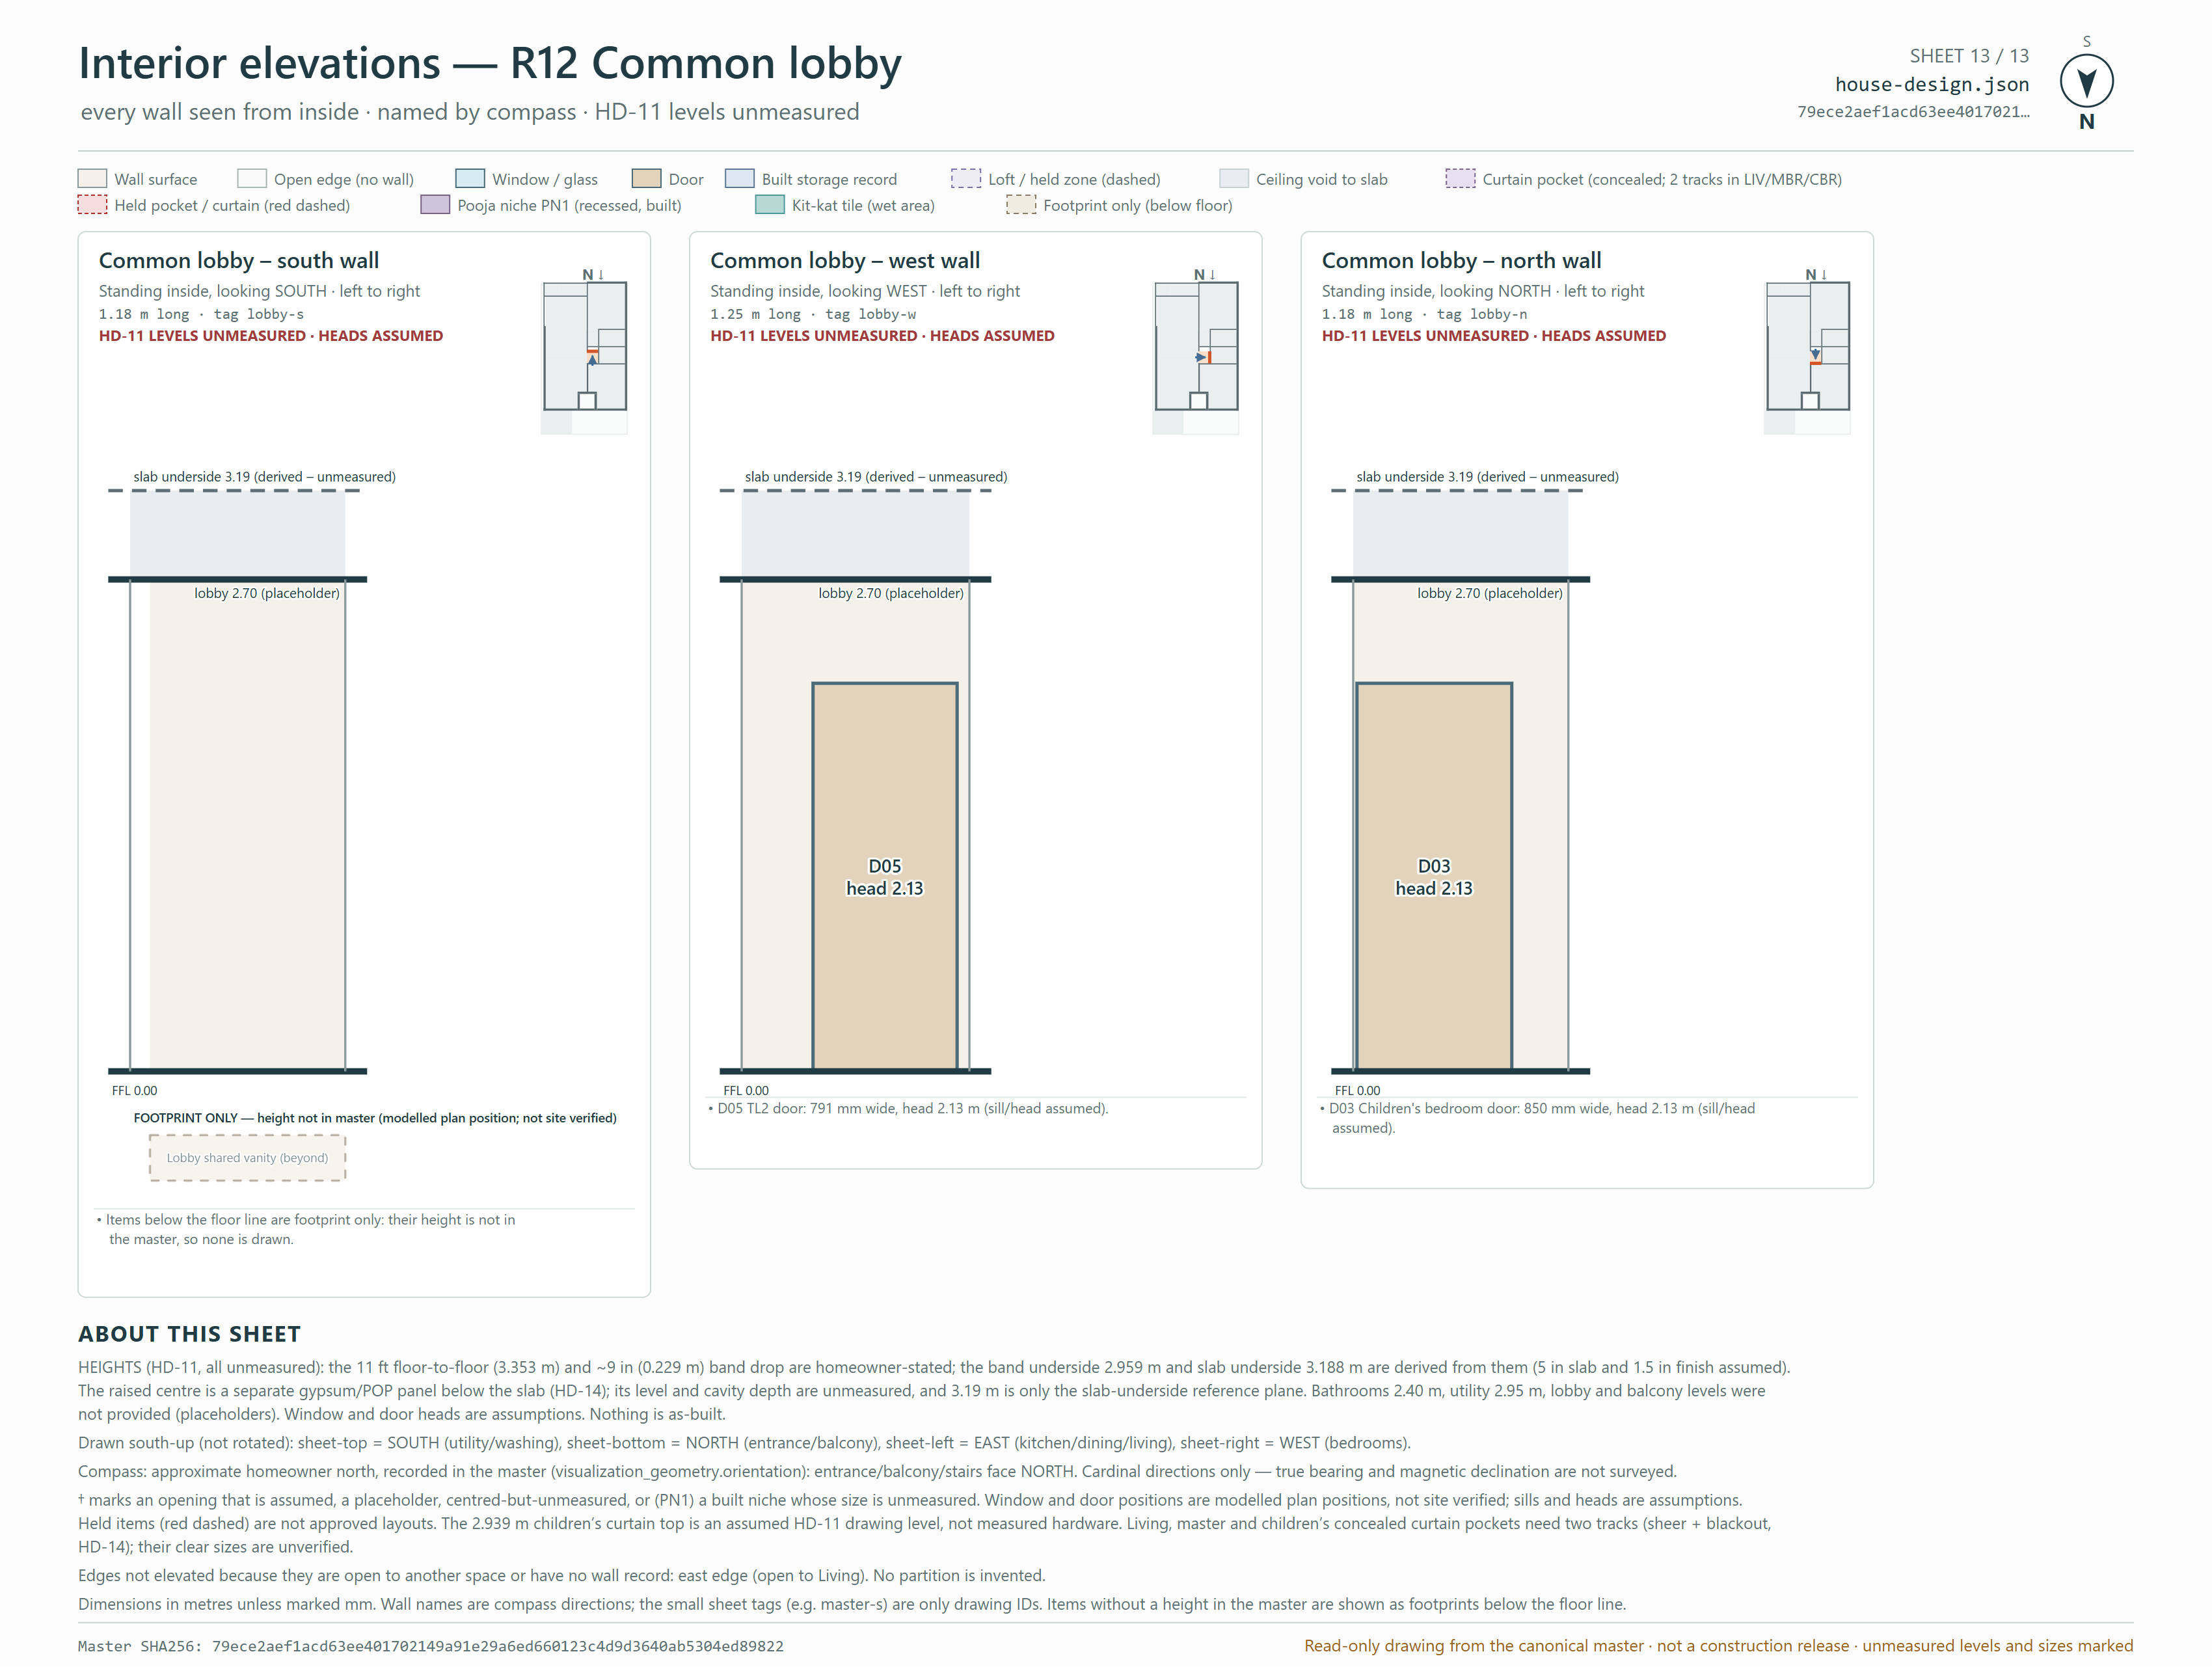 Interior elevations — R12 Common lobby
every wall seen from inside · named by compass · HD-11 levels unmeasured
SHEET 13 / 13
house-design.json
79ece2aef1acd63ee4017021…
S
N
Wall surface
Open edge (no wall)
Window / glass
Door
Built storage record
Loft / held zone (dashed)
Ceiling void to slab
Curtain pocket (concealed; 2 tracks in LIV/MBR/CBR)
Held pocket / curtain (red dashed)
Pooja niche PN1 (recessed, built)
Kit-kat tile (wet area)
Footprint only (below floor)
Common lobby – south wall
Standing inside, looking SOUTH · left to right
1.18 m long · tag lobby-s
HD-11 LEVELS UNMEASURED · HEADS ASSUMED
N ↓
slab underside 3.19 (derived – unmeasured)
lobby 2.70 (placeholder)
FFL 0.00
FOOTPRINT ONLY — height not in master (modelled plan position; not site verified)
Lobby shared vanity (beyond)
• Items below the floor line are footprint only: their height is not in
the master, so none is drawn.
Common lobby – west wall
Standing inside, looking WEST · left to right
1.25 m long · tag lobby-w
HD-11 LEVELS UNMEASURED · HEADS ASSUMED
N ↓
slab underside 3.19 (derived – unmeasured)
lobby 2.70 (placeholder)
D05
head 2.13
FFL 0.00
• D05 TL2 door: 791 mm wide, head 2.13 m (sill/head assumed).
Common lobby – north wall
Standing inside, looking NORTH · left to right
1.18 m long · tag lobby-n
HD-11 LEVELS UNMEASURED · HEADS ASSUMED
N ↓
slab underside 3.19 (derived – unmeasured)
lobby 2.70 (placeholder)
D03
head 2.13
FFL 0.00
• D03 Children's bedroom door: 850 mm wide, head 2.13 m (sill/head
assumed).
ABOUT THIS SHEET
HEIGHTS (HD-11, all unmeasured): the 11 ft floor-to-floor (3.353 m) and ~9 in (0.229 m) band drop are homeowner-stated; the band underside 2.959 m and slab underside 3.188 m are derived from them (5 in slab and 1.5 in finish assumed).
The raised centre is a separate gypsum/POP panel below the slab (HD-14); its level and cavity depth are unmeasured, and 3.19 m is only the slab-underside reference plane. Bathrooms 2.40 m, utility 2.95 m, lobby and balcony levels were
not provided (placeholders). Window and door heads are assumptions. Nothing is as-built.
Drawn south-up (not rotated): sheet-top = SOUTH (utility/washing), sheet-bottom = NORTH (entrance/balcony), sheet-left = EAST (kitchen/dining/living), sheet-right = WEST (bedrooms).
Compass: approximate homeowner north, recorded in the master (visualization_geometry.orientation): entrance/balcony/stairs face NORTH. Cardinal directions only — true bearing and magnetic declination are not surveyed.
† marks an opening that is assumed, a placeholder, centred-but-unmeasured, or (PN1) a built niche whose size is unmeasured. Window and door positions are modelled plan positions, not site verified; sills and heads are assumptions.
Held items (red dashed) are not approved layouts. The 2.939 m children’s curtain top is an assumed HD-11 drawing level, not measured hardware. Living, master and children’s concealed curtain pockets need two tracks (sheer + blackout,
HD-14); their clear sizes are unverified.
Edges not elevated because they are open to another space or have no wall record: east edge (open to Living). No partition is invented.
Dimensions in metres unless marked mm. Wall names are compass directions; the small sheet tags (e.g. master-s) are only drawing IDs. Items without a height in the master are shown as footprints below the floor line.
Master SHA256: 79ece2aef1acd63ee401702149a91e29a6ed660123c4d9d3640ab5304ed89822
Read-only drawing from the canonical master · not a construction release · unmeasured levels and sizes marked